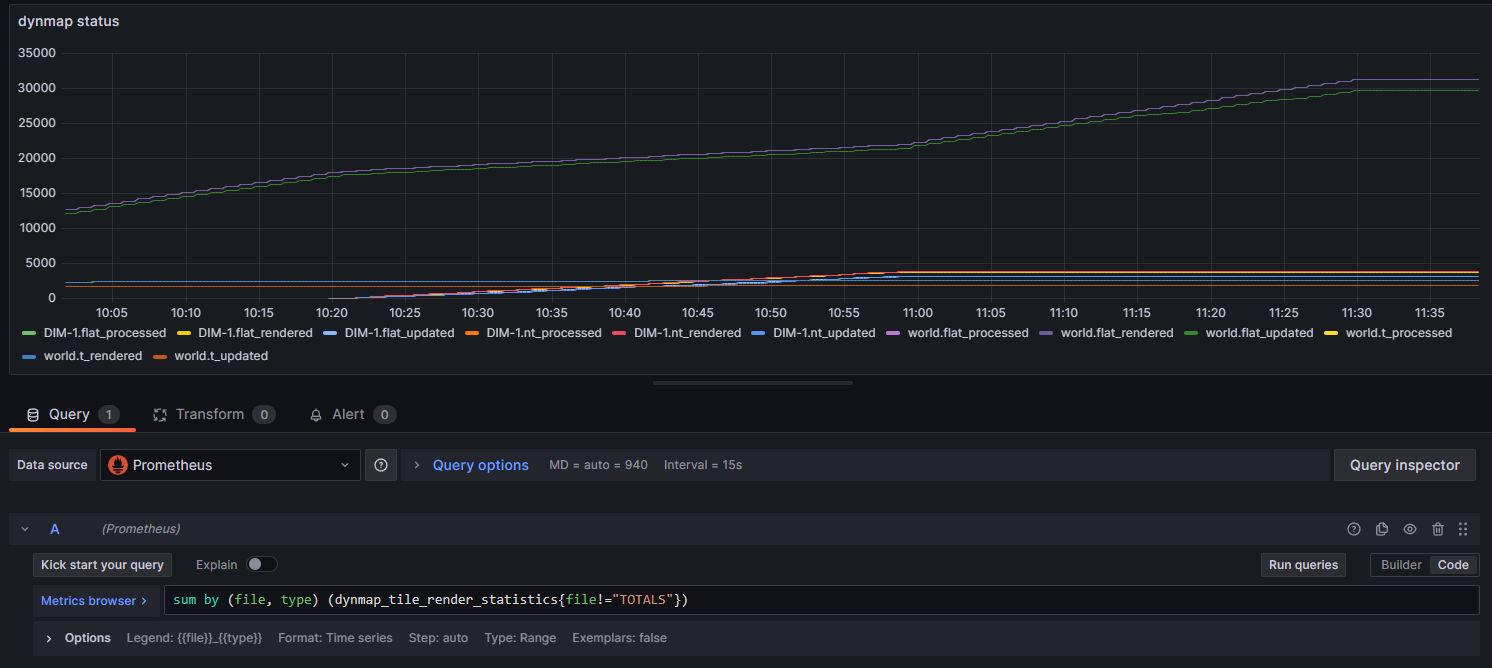 dynmap status
35000
30000
25000
20000
15000
10000
5000
0
10:05 10:10 10:15 10:20 10:25 10:30 10:35 10:40 10:45 10:50 10:55 11:00 11:05 11:10 11:15 11:20 11:25 11:30 11:35
DIM-1.flat_processed DIM-1.flat_rendered DIM-1.flat_updated DIM-1.nt_processed DIM-1.nt_rendered DIM-1.nt_updated world.flat_processed world.flat_rendered world.flat_updated world.t_processed
world.t_rendered world.t_updated
Query 1 Transform 0 Alert 0
Data source Prometheus Query options MD = auto = 940 Interval = 15s Query inspector
A (Prometheus)
Kick start your query Explain Run queries Builder Code
Metrics browser > sum by (file, type) (dynmap_tile_render_statistics{file!="TOTALS"})
> Options Legend: {{file}}_{{type}} Format: Time series Step: auto Type: Range Exemplars: false